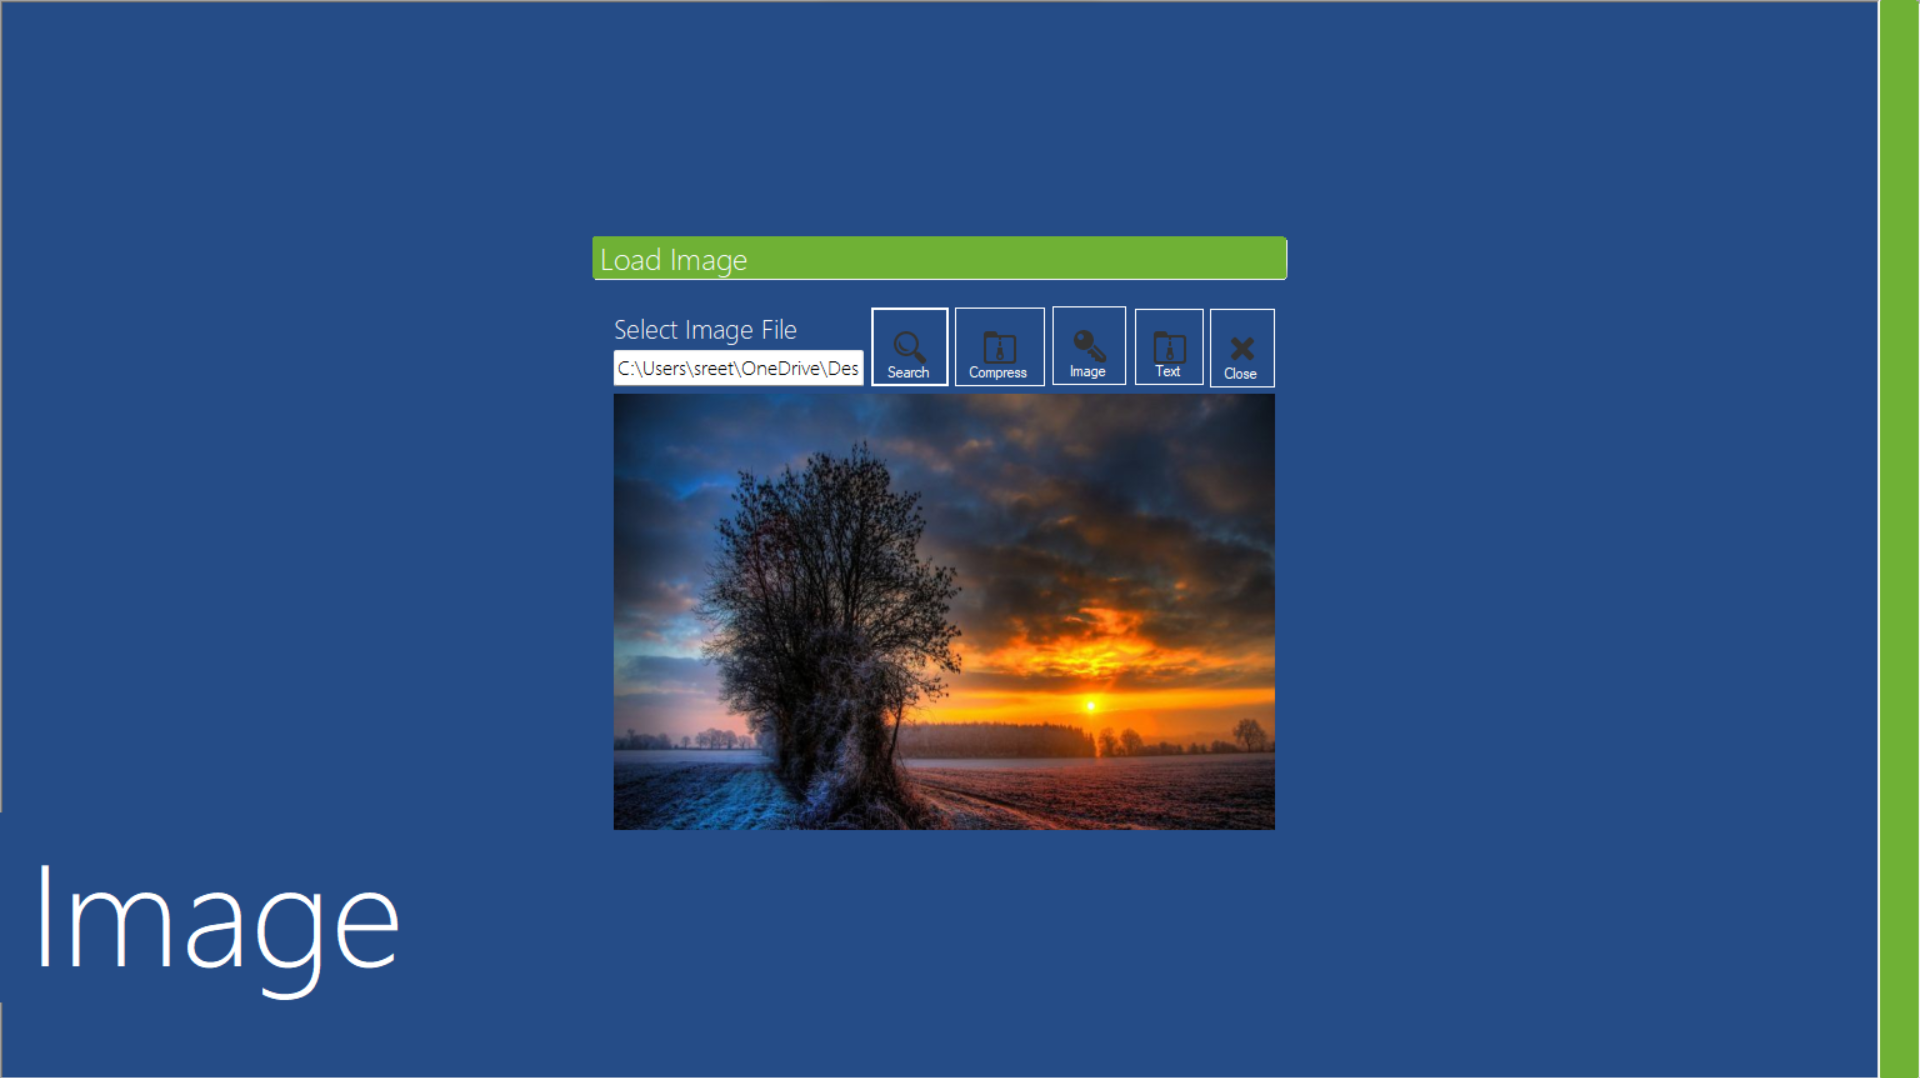 Load Image
Select Image File
C:\Users\sreet\OneDrive\Des
Search
Compress
Image
Text
Close
Image